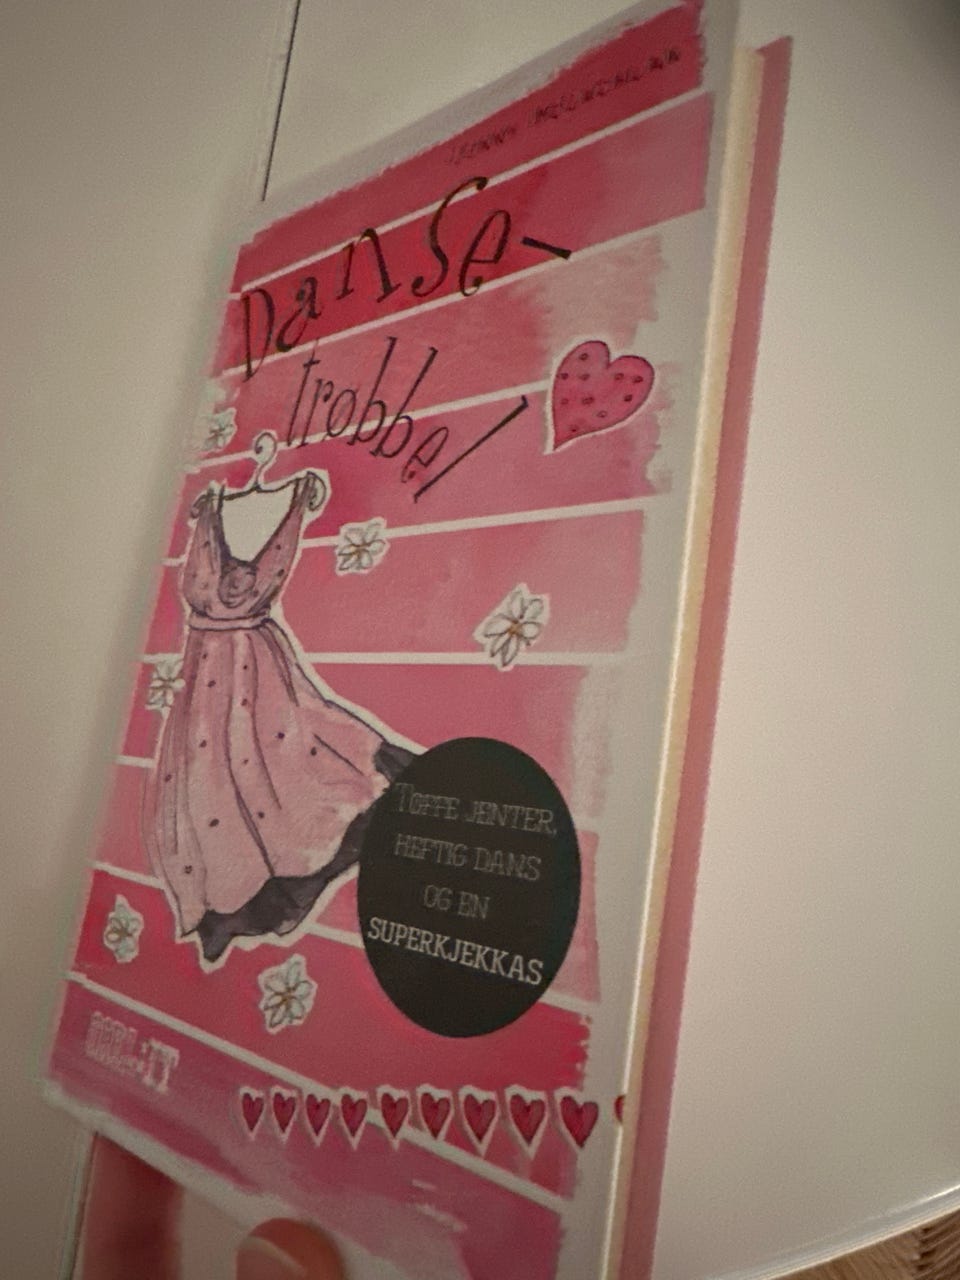 Danse-
trøbbel
TØFFE JENTER,
HEFTIG DANS
OG EN
SUPERKJEKKAS